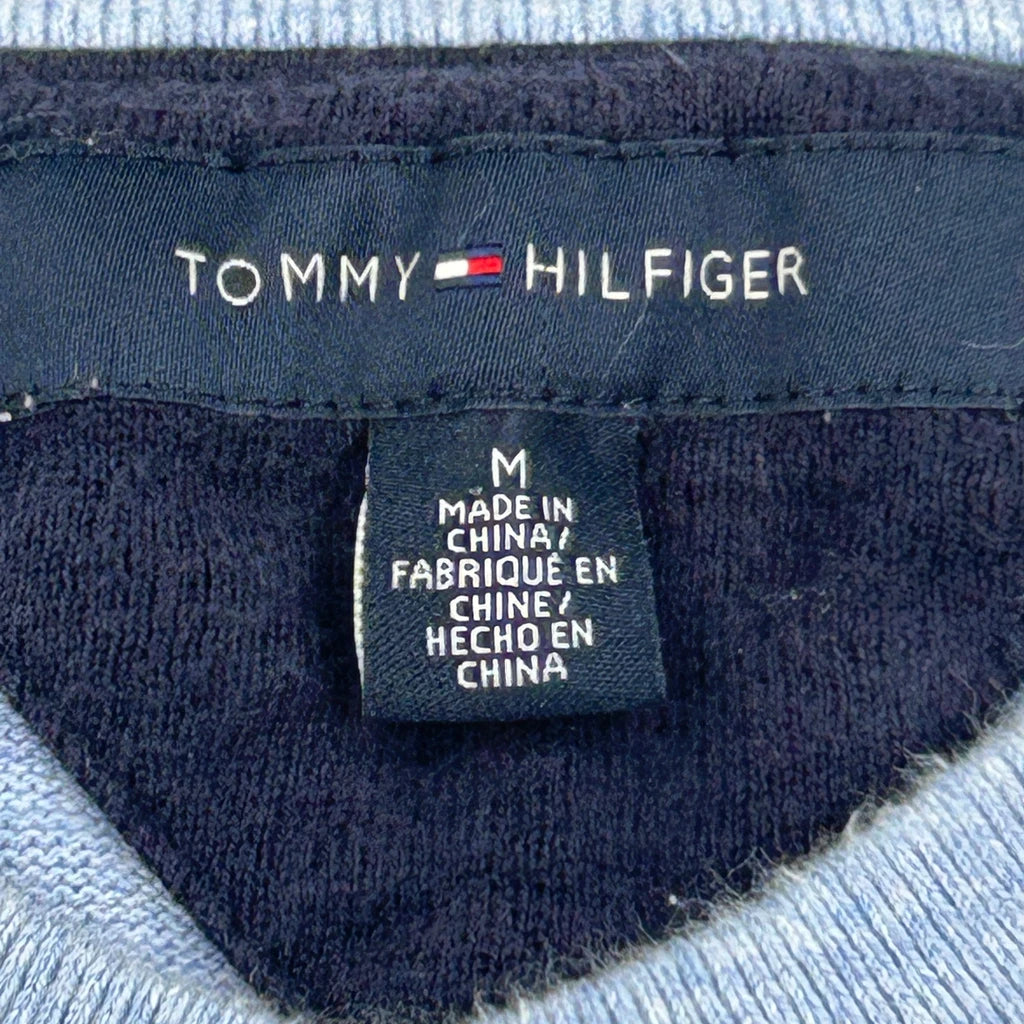 TOMMY HILFIGER
M
MADE IN
CHINA/
FABRIQUÉ EN
CHINE/
HECHO EN
CHINA